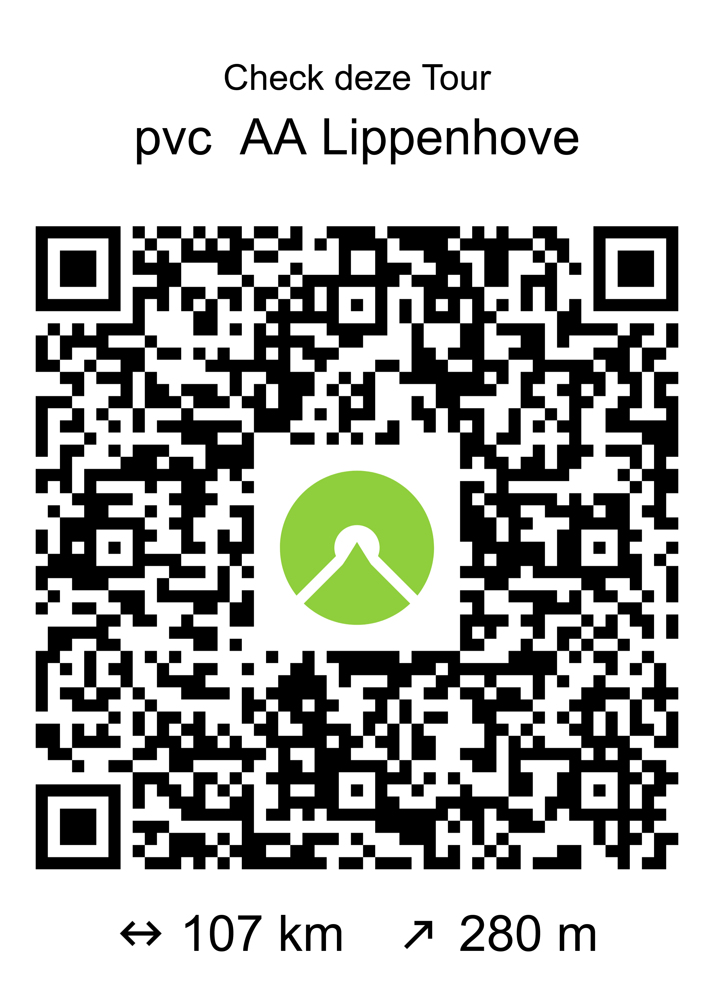 Check deze Tour
pvc  AA Lippenhove
↔ 107 km ↗ 280 m